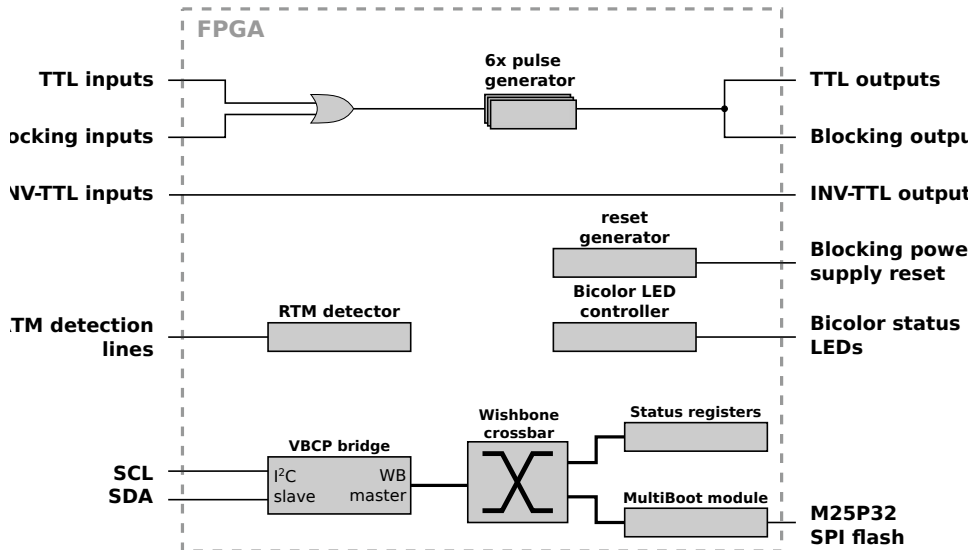 FPGA
6x pulse
generator
TTL inputs
TTL outputs
ocking inputs
Blocking outpu
NV-TTL inputs
INV-TTL output
reset
generator
Blocking powe
supply reset
RTM detector
Bicolor LED
controller
TM detection
lines
Bicolor status
LEDs
Wishbone
crossbar
Status registers
VBCP bridge
SCL
SDA
I²C
slave
WB
master
MultiBoot module
M25P32
SPI flash